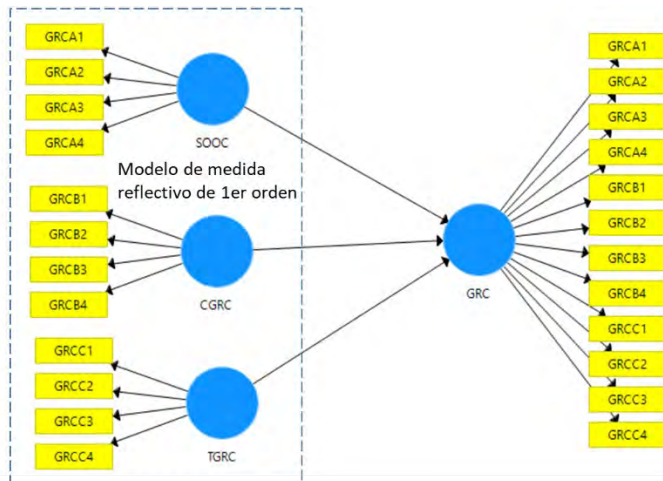 GRCA1
GRCA2
GRCA3
GRCA4
SOOC
Modelo de medida
reflectivo de 1er orden
GRCB1
GRCB2
GRCB3
GRCB4
CGRC
GRCC1
GRCC2
GRCC3
GRCC4
TGRC
GRC
GRCA1
GRCA2
GRCA3
GRCA4
GRCB1
GRCB2
GRCB3
GRCB4
GRCC1
GRCC2
GRCC3
GRCC4